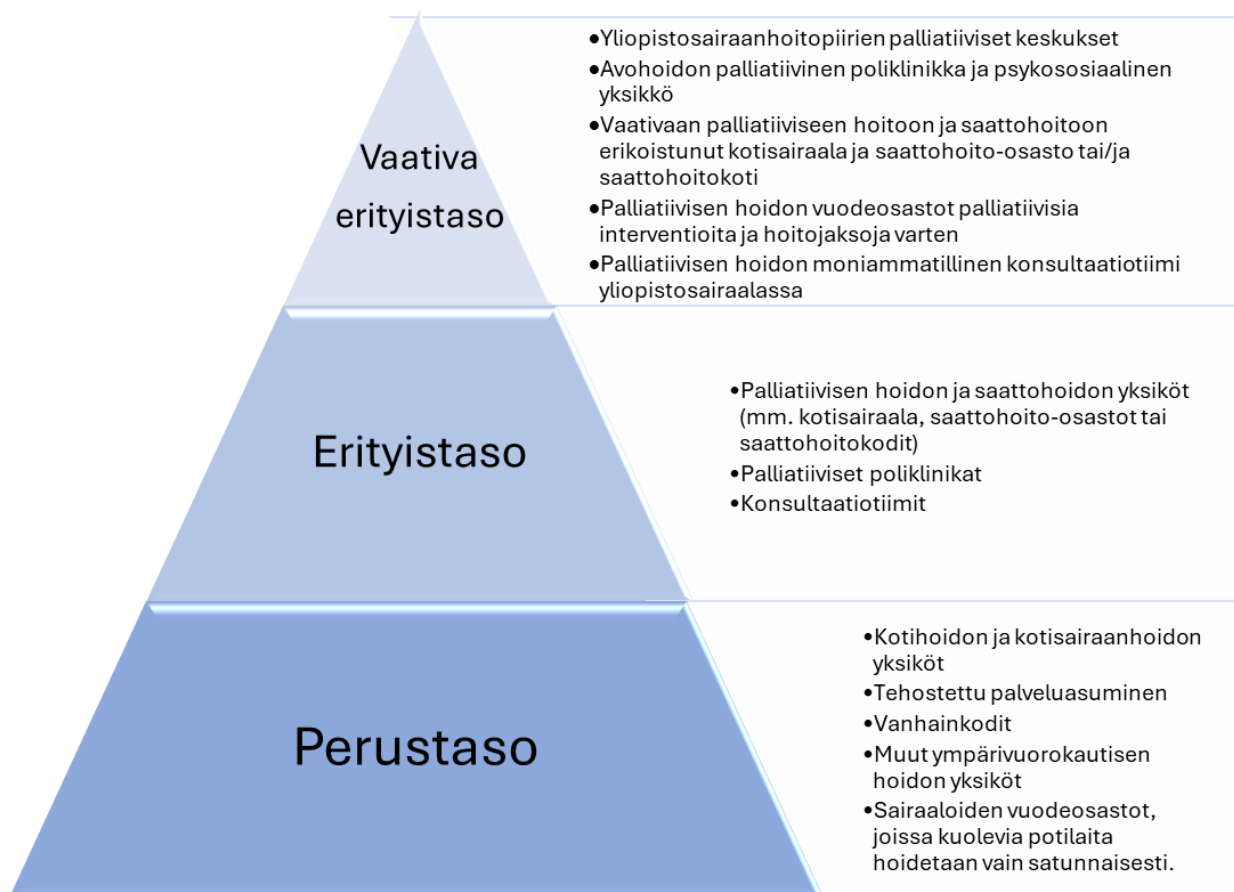 Vaativa
erityistaso
•Yliopistosairaanhoitopiirien palliatiiviset keskukset
•Avohoidon palliatiivinen poliklinikka ja psykososiaalinen
yksikkö
•Vaativaan palliatiiviseen hoitoon ja saattohoitoon
erikoistunut kotisairaala ja saattohoito-osasto tai/ja
saattohoitokoti
•Palliatiivisen hoidon vuodeosastot palliatiivisia
interventioita ja hoitojaksoja varten
•Palliatiivisen hoidon moniammatillinen konsultaatiotiimi
yliopistosairaalassa
Erityistaso
•Palliatiivisen hoidon ja saattohoidon yksiköt
(mm. kotisairaala, saattohoito-osastot tai
saattohoitokodit)
•Palliatiiviset poliklinikat
•Konsultaatiotiimit
Perustaso
•Kotihoidon ja kotisairaanhoidon
yksiköt
•Tehostettu palveluasuminen
•Vanhainkodit
•Muut ympärivuorokautisen
hoidon yksiköt
•Sairaaloiden vuodeosastot,
joissa kuolevia potilaita
hoidetaan vain satunnaisesti.